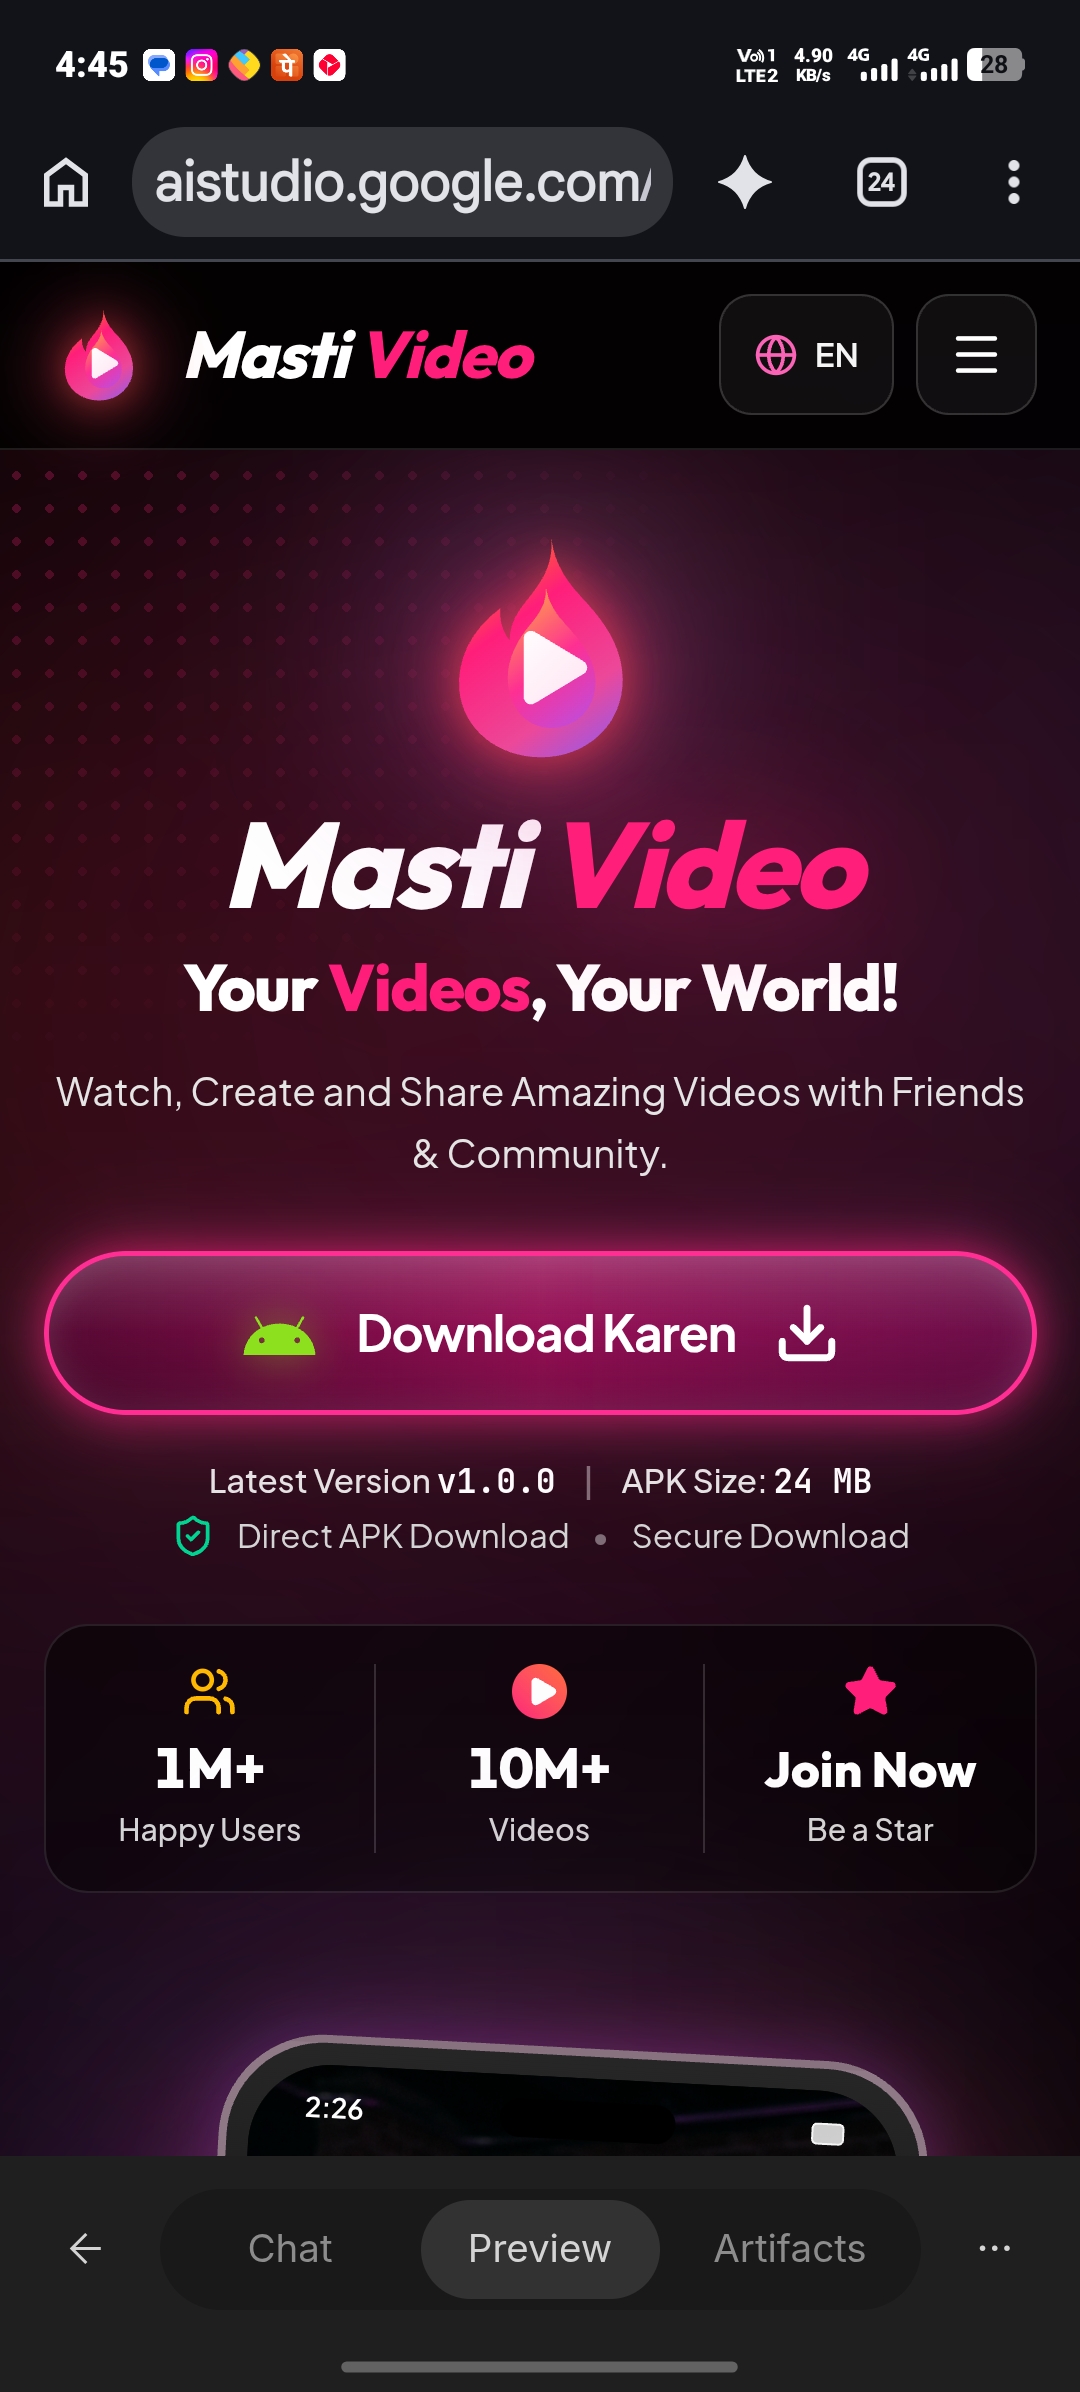 4:45
पे
Vo) 1
LTE2
4.90
KB/s
4G
4G
28
aistudio.google.com/
24
Masti Video
EN
Masti Video
Your Videos, Your World!
Watch, Create and Share Amazing Videos with Friends
& Community.
Download Karen
Latest Version v1.0.0 | APK Size: 24 MB
Direct APK Download • Secure Download
1M+
Happy Users
10M+
Videos
Join Now
Be a Star
2:26
Chat
Preview
Artifacts